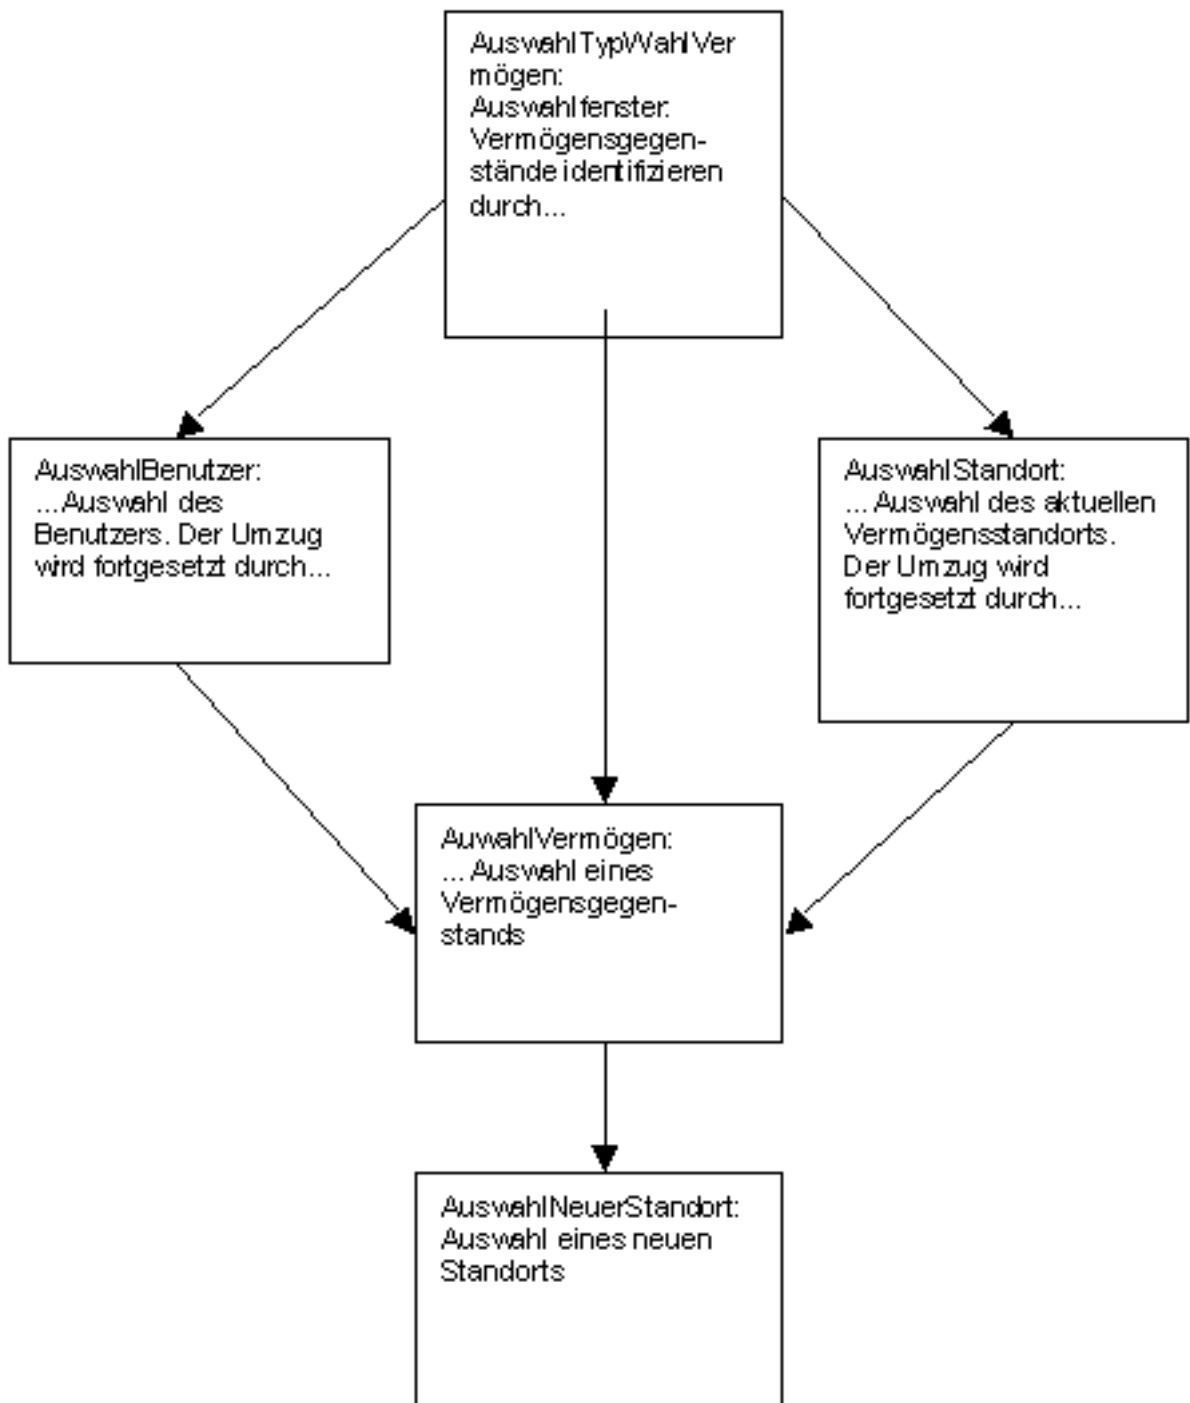 AuswahlTypWahlVer
mögen:
Auswahlfenster:
Vermögensgegen-
stände identifizieren
durch...
AuswahlBenutzer:
...Auswahl des
Benutzers. Der Umzug
wird fortgesetzt durch...
AuswahlStandort:
... Auswahl des aktuellen
Vermögensstandorts.
Der Umzug wird
fortgesetzt durch...
AuwahlVermögen:
... Auswahl eines
Vermögensgegen-
stands
AuswahlNeuerStandort:
Auswahl eines neuen
Standorts